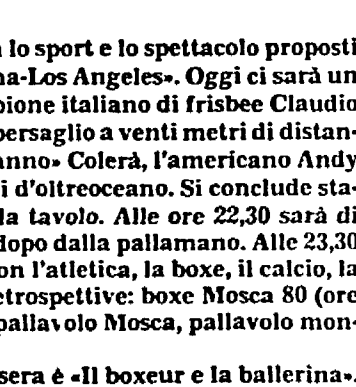 lo sport e lo spettacolo proposti
na-Los Angeles». Oggi ci sarà un
pione italiano di frisbee Claudio
bersaglio a venti metri di distan-
anno» Colerà, l'americano Andy
i d'oltreoceano. Si conclude sta-
la tavolo. Alle ore 22,30 sarà di
dopo dalla pallamano. Alle 23,30
on l'atletica, la boxe, il calcio, la
etrospettive: boxe Mosca 80 (ore
pallavolo Mosca, pallavolo mon-
sera è «Il boxeur e la ballerina».